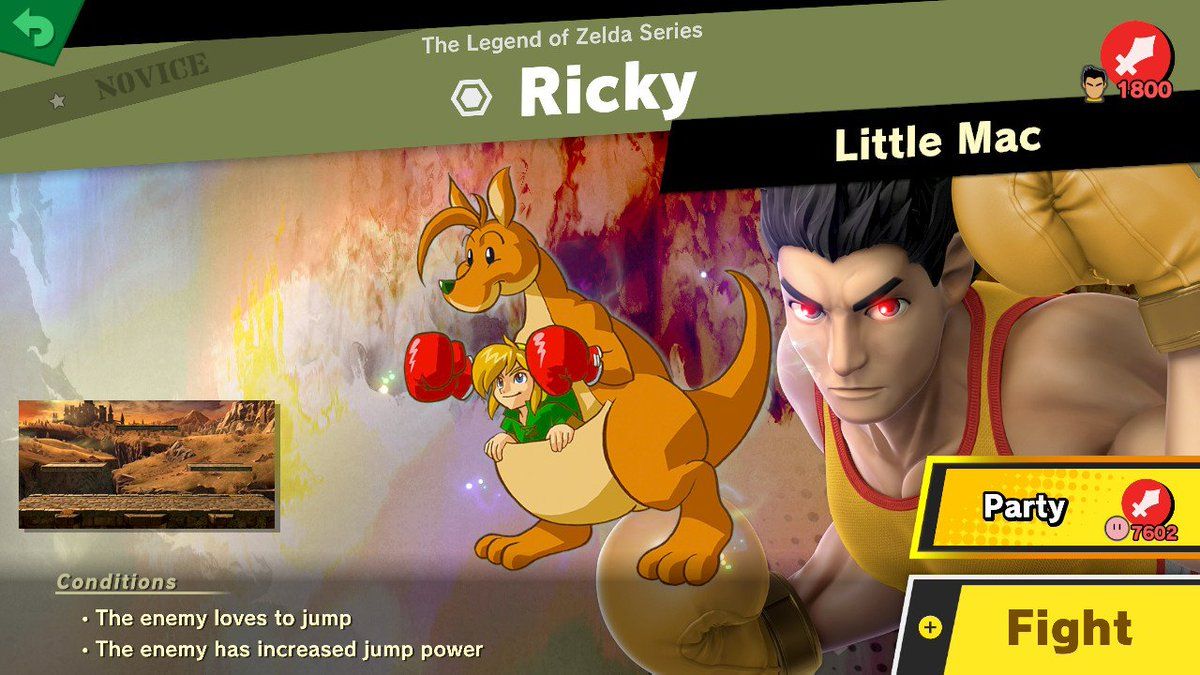 The Legend of Zelda Series
NOVICE
Ricky
1800
Little Mac
Party
7602
Conditions
• The enemy loves to jump
• The enemy has increased jump power
+ Fight